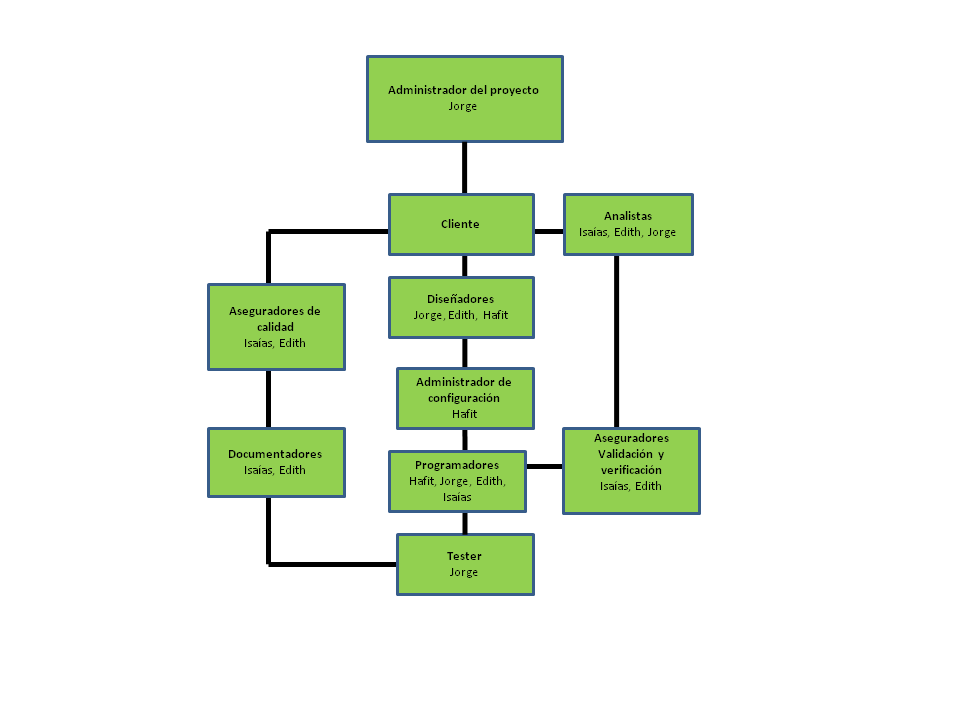 Administrador del proyecto
Jorge
Cliente
Analistas
Isaías, Edith, Jorge
Aseguradores de
calidad
Isaías, Edith
Diseñadores
Jorge, Edith, Hafit
Administrador de
configuración
Hafit
Documentadores
Isaías, Edith
Programadores
Hafit, Jorge, Edith,
Isaías
Aseguradores
Validación y
verificación
Isaías, Edith
Tester
Jorge